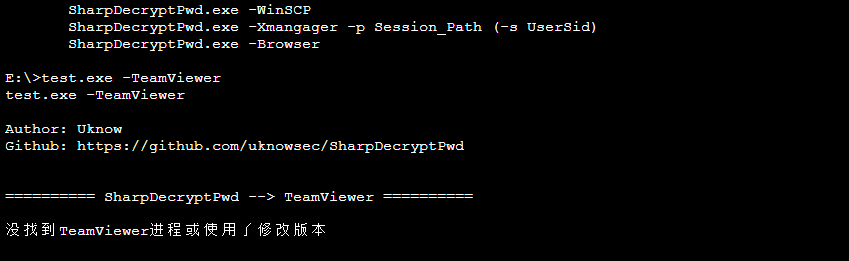 SharpDecryptPwd.exe -WinSCP
SharpDecryptPwd.exe -Xmangager -p Session_Path (-s UserSid)
SharpDecryptPwd.exe -Browser
E:\>test.exe -TeamViewer
test.exe -TeamViewer
Author: Uknow
Github: https://github.com/uknowsec/SharpDecryptPwd
========== SharpDecryptPwd --> TeamViewer ==========
没找到TeamViewer进程或使用了修改版本